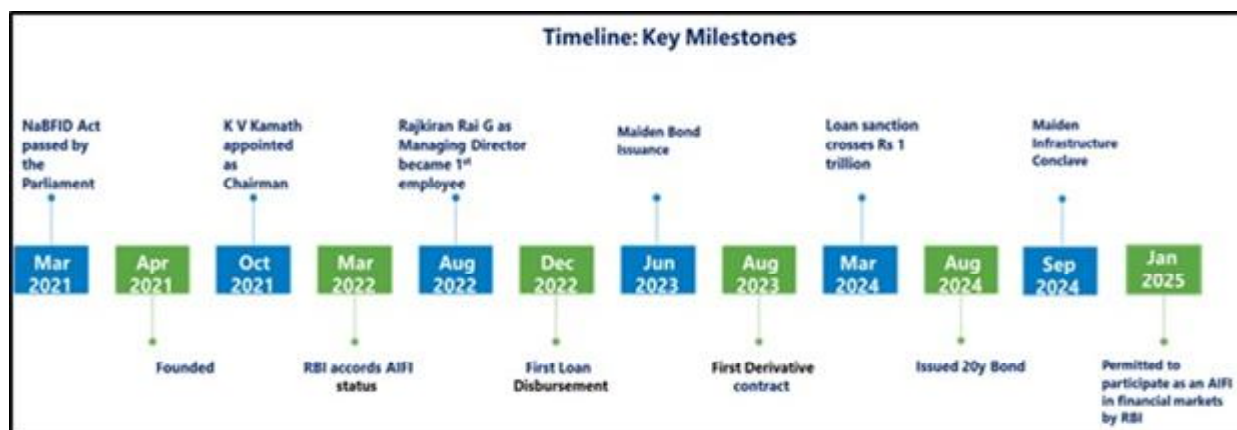 Timeline: Key Milestones
NaBFID Act
passed by
the
Parliament
K V Kamath
appointed
as
Chairman
Rajkiran Rai G as
Managing Director
became 1st
employee
Maiden Bond
Issuance
Loan sanction
crosses Rs 1
trillion
Maiden
Infrastructure
Conclave
Mar
2021
Apr
2021
Oct
2021
Mar
2022
Aug
2022
Dec
2022
Jun
2023
Aug
2023
Mar
2024
Aug
2024
Sep
2024
Jan
2025
Founded
RBI accords AIFI
status
First Loan
Disbursement
First Derivative
contract
Issued 20y Bond
Permitted to
participate as an AIFI
in financial markets
by RBI